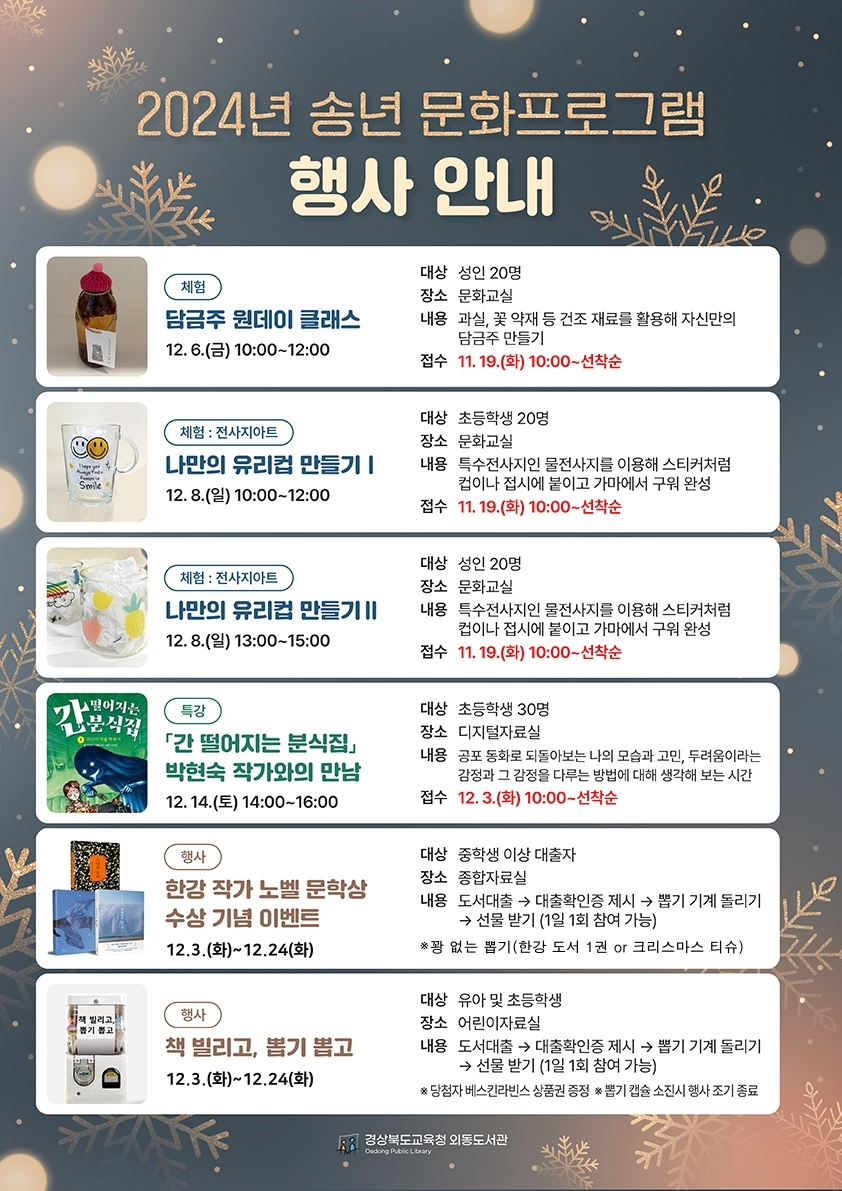 2024년 송년 문화프로그램
행사 안내
체험
담금주 원데이 클래스
12. 6.(금) 10:00~12:00
대상 성인 20명
장소 문화교실
내용 과실, 꽃 약재 등 건조 재료를 활용해 자신만의
담금주 만들기
접수 11. 19.(화) 10:00~선착순
I hope you
Always Find a
Reason to
Smile
체험 : 전사지아트
나만의 유리컵 만들기 Ⅰ
12. 8.(일) 10:00~12:00
대상 초등학생 20명
장소 문화교실
내용 특수전사지인 물전사지를 이용해 스티커처럼
컵이나 접시에 붙이고 가마에서 구워 완성
접수 11. 19.(화) 10:00~선착순
체험 : 전사지아트
나만의 유리컵 만들기 Ⅱ
12. 8.(일) 13:00~15:00
대상 성인 20명
장소 문화교실
내용 특수전사지인 물전사지를 이용해 스티커처럼
컵이나 접시에 붙이고 가마에서 구워 완성
접수 11. 19.(화) 10:00~선착순
간 떨어지는
분식집
특강
「간 떨어지는 분식집」
박현숙 작가와의 만남
12. 14.(토) 14:00~16:00
대상 초등학생 30명
장소 디지털자료실
내용 공포 동화로 되돌아보는 나의 모습과 고민, 두려움이라는
감정과 그 감정을 다루는 방법에 대해 생각해 보는 시간
접수 12. 3.(화) 10:00~선착순
행사
한강 작가 노벨 문학상
수상 기념 이벤트
12.3.(화)~12.24(화)
대상 중학생 이상 대출자
장소 종합자료실
내용 도서대출 → 대출확인증 제시 → 뽑기 기계 돌리기
→ 선물 받기 (1일 1회 참여 가능)
※꽝 없는 뽑기(한강 도서 1권 or 크리스마스 티슈)
책 빌리고,
뽑기 뽑고
행사
책 빌리고, 뽑기 뽑고
12.3.(화)~12.24(화)
대상 유아 및 초등학생
장소 어린이자료실
내용 도서대출 → 대출확인증 제시 → 뽑기 기계 돌리기
→ 선물 받기 (1일 1회 참여 가능)
※ 당첨자 베스킨라빈스 상품권 증정 ※ 뽑기 캡슐 소진시 행사 조기 종료
경상북도교육청 외동도서관
Oedong Public Library